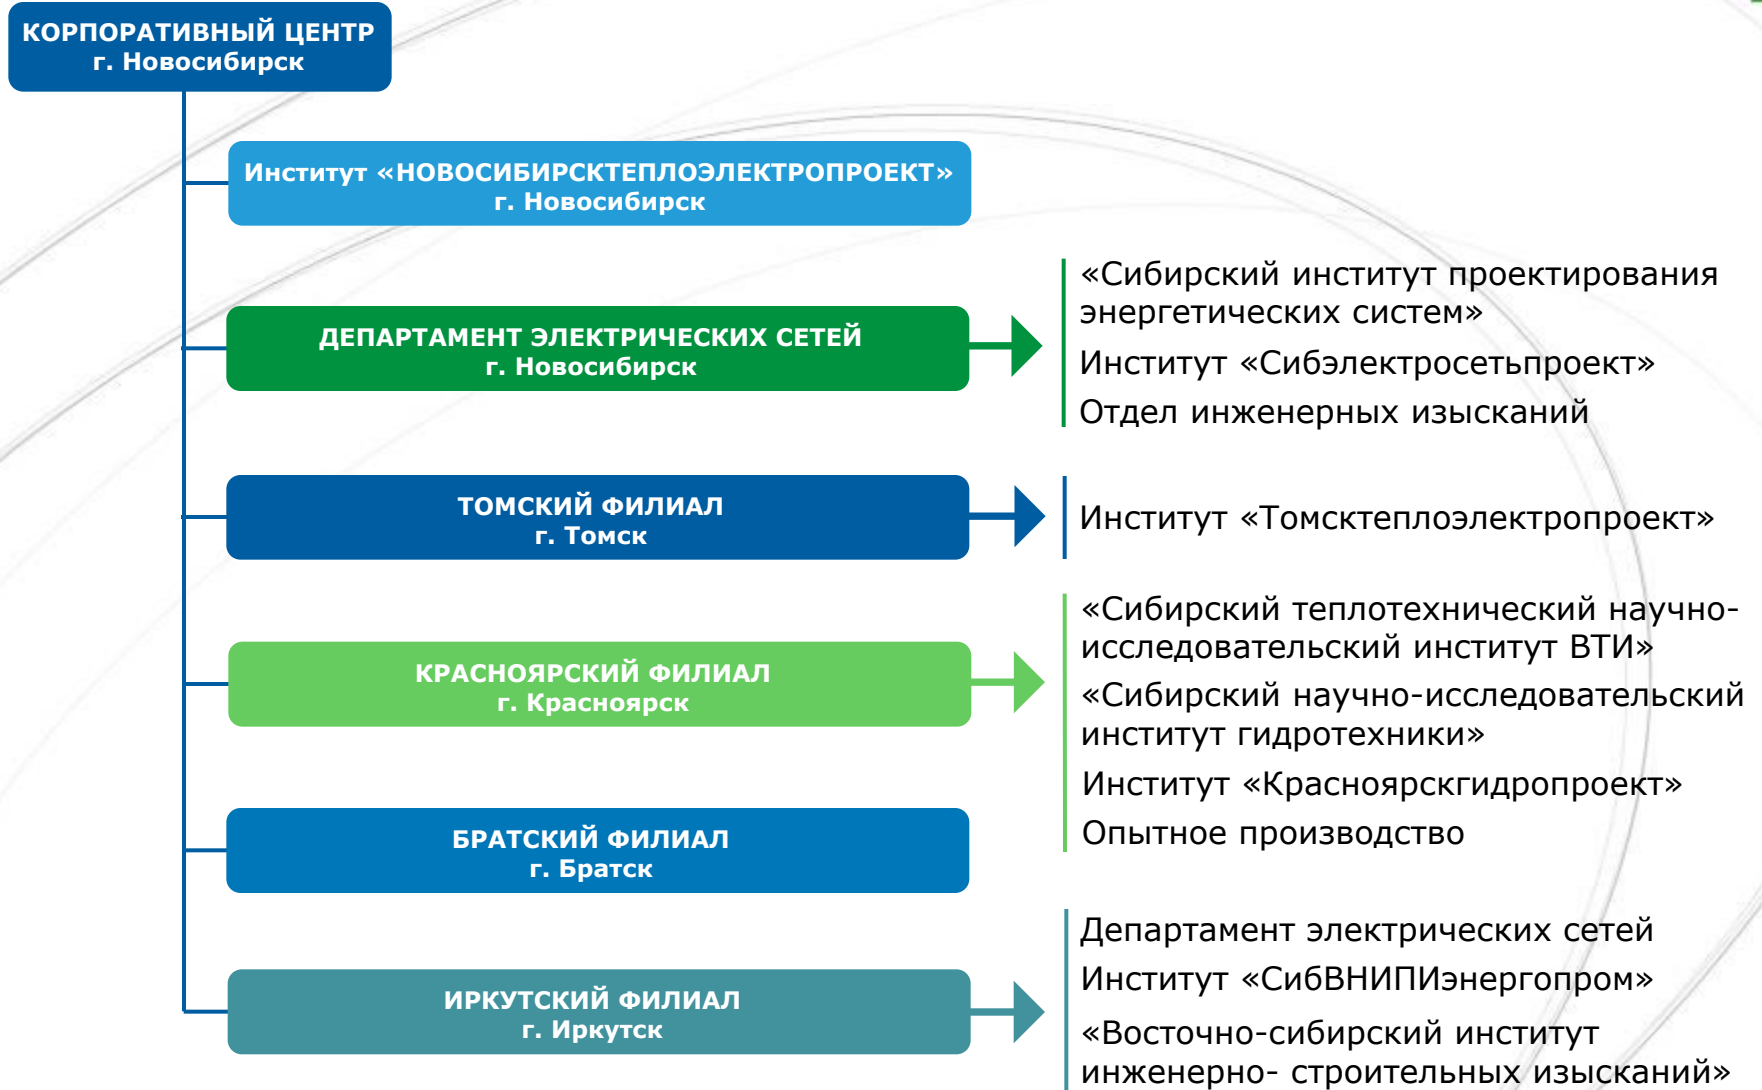 КОРПОРАТИВНЫЙ ЦЕНТР
г. Новосибирск
Институт «НОВОСИБИРСКТЕПЛОЭЛЕКТРОПРОЕКТ»
г. Новосибирск
ДЕПАРТАМЕНТ ЭЛЕКТРИЧЕСКИХ СЕТЕЙ
г. Новосибирск
«Сибирский институт проектирования
энергетических систем»
Институт «Сибэлектросетьпроект»
Отдел инженерных изысканий
ТОМСКИЙ ФИЛИАЛ
г. Томск
Институт «Томсктеплоэлектропроект»
КРАСНОЯРСКИЙ ФИЛИАЛ
г. Красноярск
«Сибирский теплотехнический научно-
исследовательский институт ВТИ»
«Сибирский научно-исследовательский
институт гидротехники»
Институт «Красноярскгидропроект»
Опытное производство
БРАТСКИЙ ФИЛИАЛ
г. Братск
ИРКУТСКИЙ ФИЛИАЛ
г. Иркутск
Департамент электрических сетей
Институт «СибВНИПИэнергопром»
«Восточно-сибирский институт
инженерно- строительных изысканий»